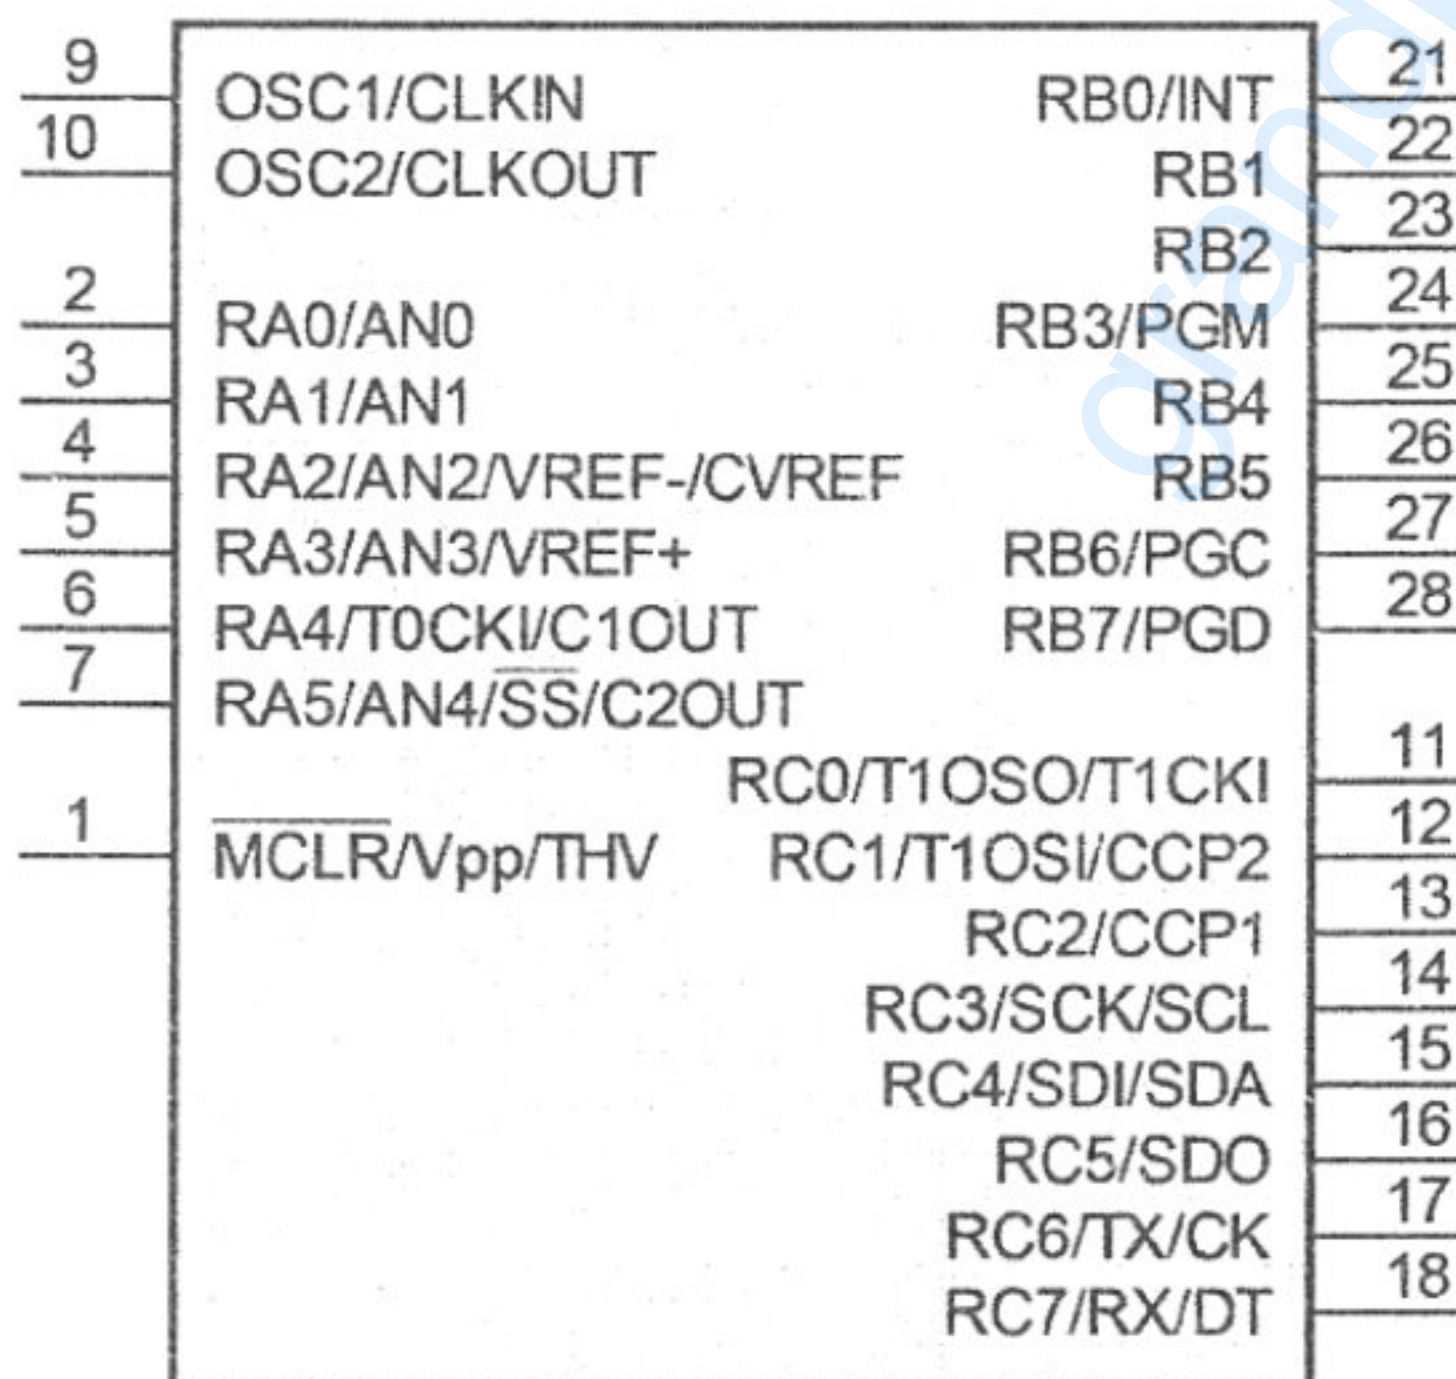 9 OSC1/CLKIN RB0/INT 21
10 OSC2/CLKOUT RB1 22
RB2 23
2 RA0/AN0 RB3/PGM 24
3 RA1/AN1 RB4 25
4 RA2/AN2/VREF-/CVREF RB5 26
5 RA3/AN3/VREF+ RB6/PGC 27
6 RA4/T0CKI/C1OUT RB7/PGD 28
7 RA5/AN4/SS/C2OUT
RC0/T1OSO/T1CKI 11
1 MCLR/Vpp/THV RC1/T1OSI/CCP2 12
RC2/CCP1 13
RC3/SCK/SCL 14
RC4/SDI/SDA 15
RC5/SDO 16
RC6/TX/CK 17
RC7/RX/DT 18